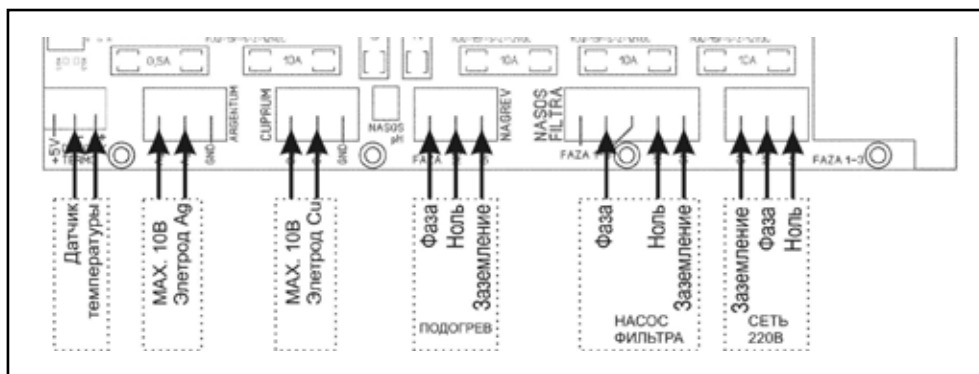 0,5A
10A
10A
10A
10A
+5V
TERMO
ARGENTUM
GND
CUPRUM
GND
NASOS
pH
FAZA
NAGREV
NASOS
FILTRA
FAZA 1
FAZA 1-3
Датчик
температуры
MAX. 10В
Элетрод Ag
MAX. 10В
Элетрод Cu
Фаза
Ноль
Заземление
ПОДОГРЕВ
Фаза
Ноль
Заземление
НАСОС
ФИЛЬТРА
Заземление
Фаза
Ноль
СЕТЬ
220В